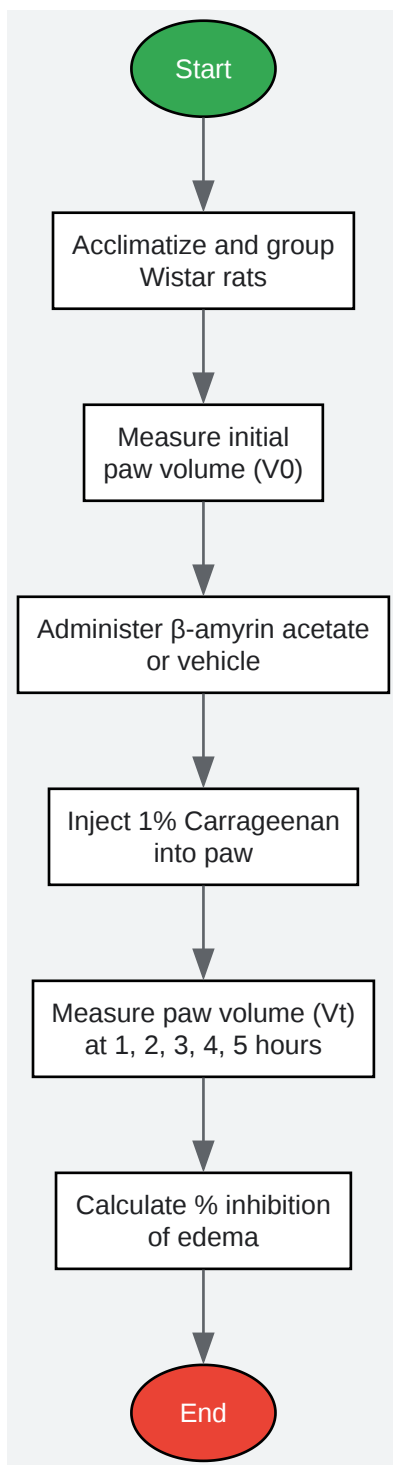 Start
Acclimatize and group
Wistar rats
Measure initial
paw volume (V0)
Administer β-amyrin acetate
or vehicle
Inject 1% Carrageenan
into paw
Measure paw volume (Vt)
at 1, 2, 3, 4, 5 hours
Calculate % inhibition
of edema
End